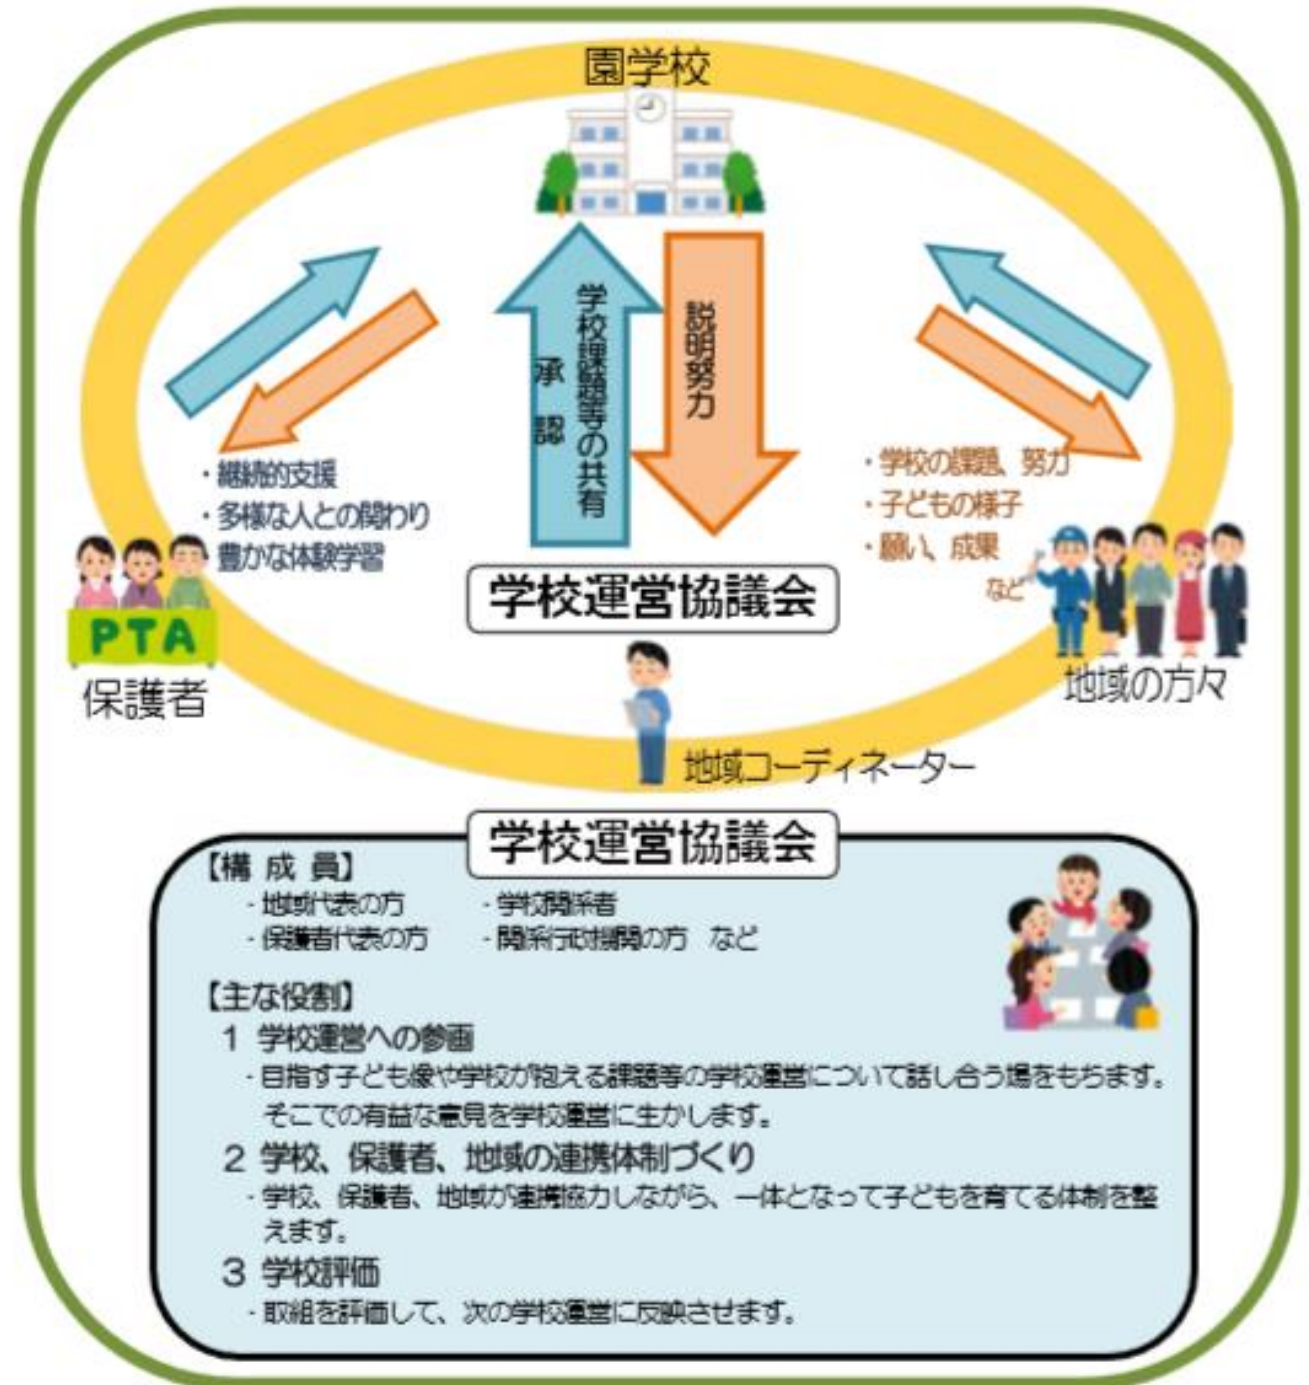 園学校
学校課題等の共有
承認
説明努力
・継続的支援
・多様な人との関わり
・豊かな体験学習
・学校の課題、努力
・子どもの様子
・願い、成果
など
PTA
保護者
学校運営協議会
地域の方々
地域コーディネーター
学校運営協議会
【構成員】
・地域代表の方 ・学校関係者
・保護者代表の方 ・関係行政機関の方 など
【主な役割】
1 学校運営への参画
・目指す子ども像や学校が抱える課題等の学校運営について話し合う場をもちます。
そこでの有益な意見を学校運営に生かします。
2 学校、保護者、地域の連携体制づくり
・学校、保護者、地域が連携協力しながら、一体となって子どもを育てる体制を整
えます。
3 学校評価
・取組を評価して、次の学校運営に反映させます。